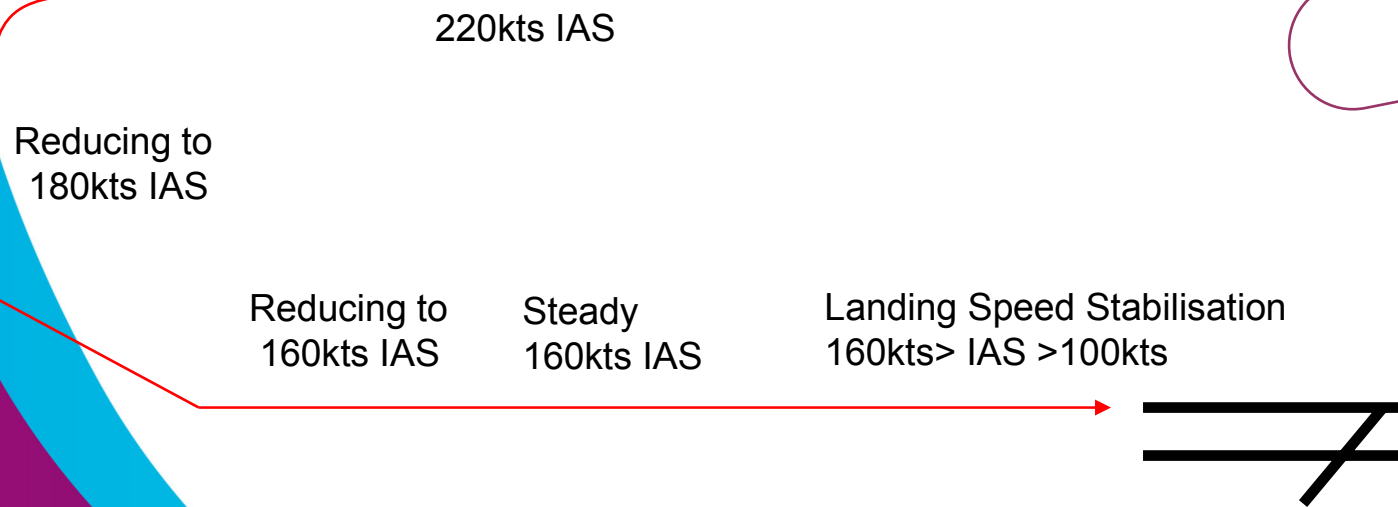 220kts IAS
Reducing to
180kts IAS
Reducing to
160kts IAS
Steady
160kts IAS
Landing Speed Stabilisation
160kts> IAS >100kts